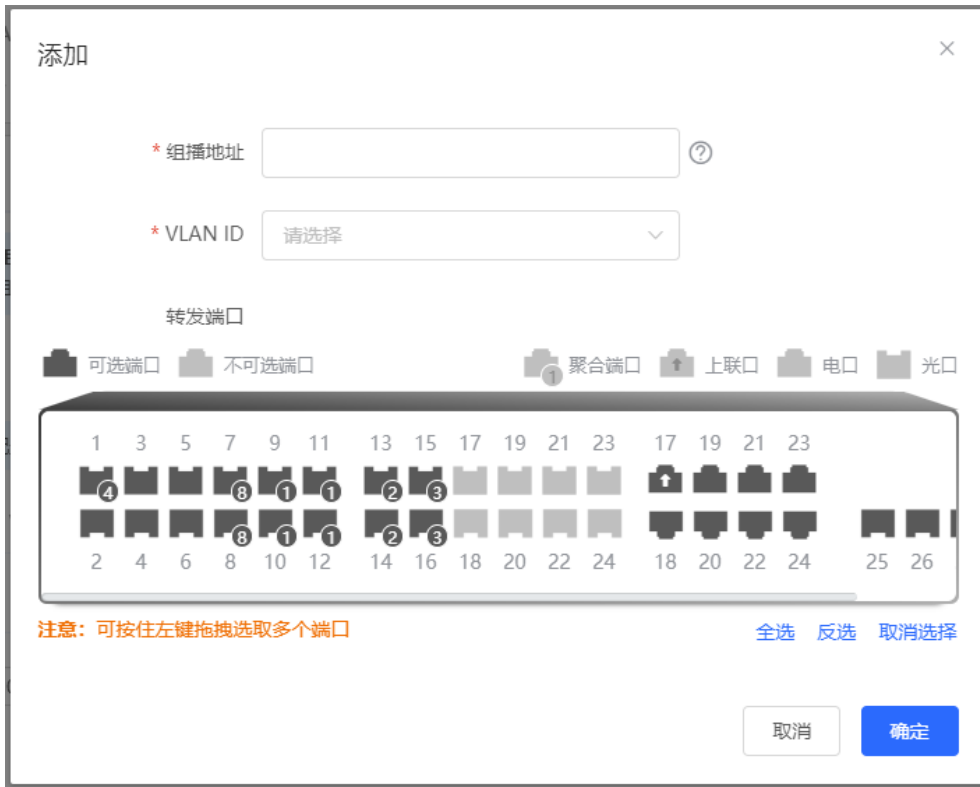 添加
* 组播地址
* VLAN ID 请选择
转发端口
可选端口 不可选端口 1 聚合端口 上联口 电口 光口
1 3 5 7 9 11 13 15 17 19 21 23 17 19 21 23
4 8 1 1 2 3
8 1 1 2 3
2 4 6 8 10 12 14 16 18 20 22 24 18 20 22 24 25 26
注意：可按住左键拖拽选取多个端口 全选 反选 取消选择
取消 确定